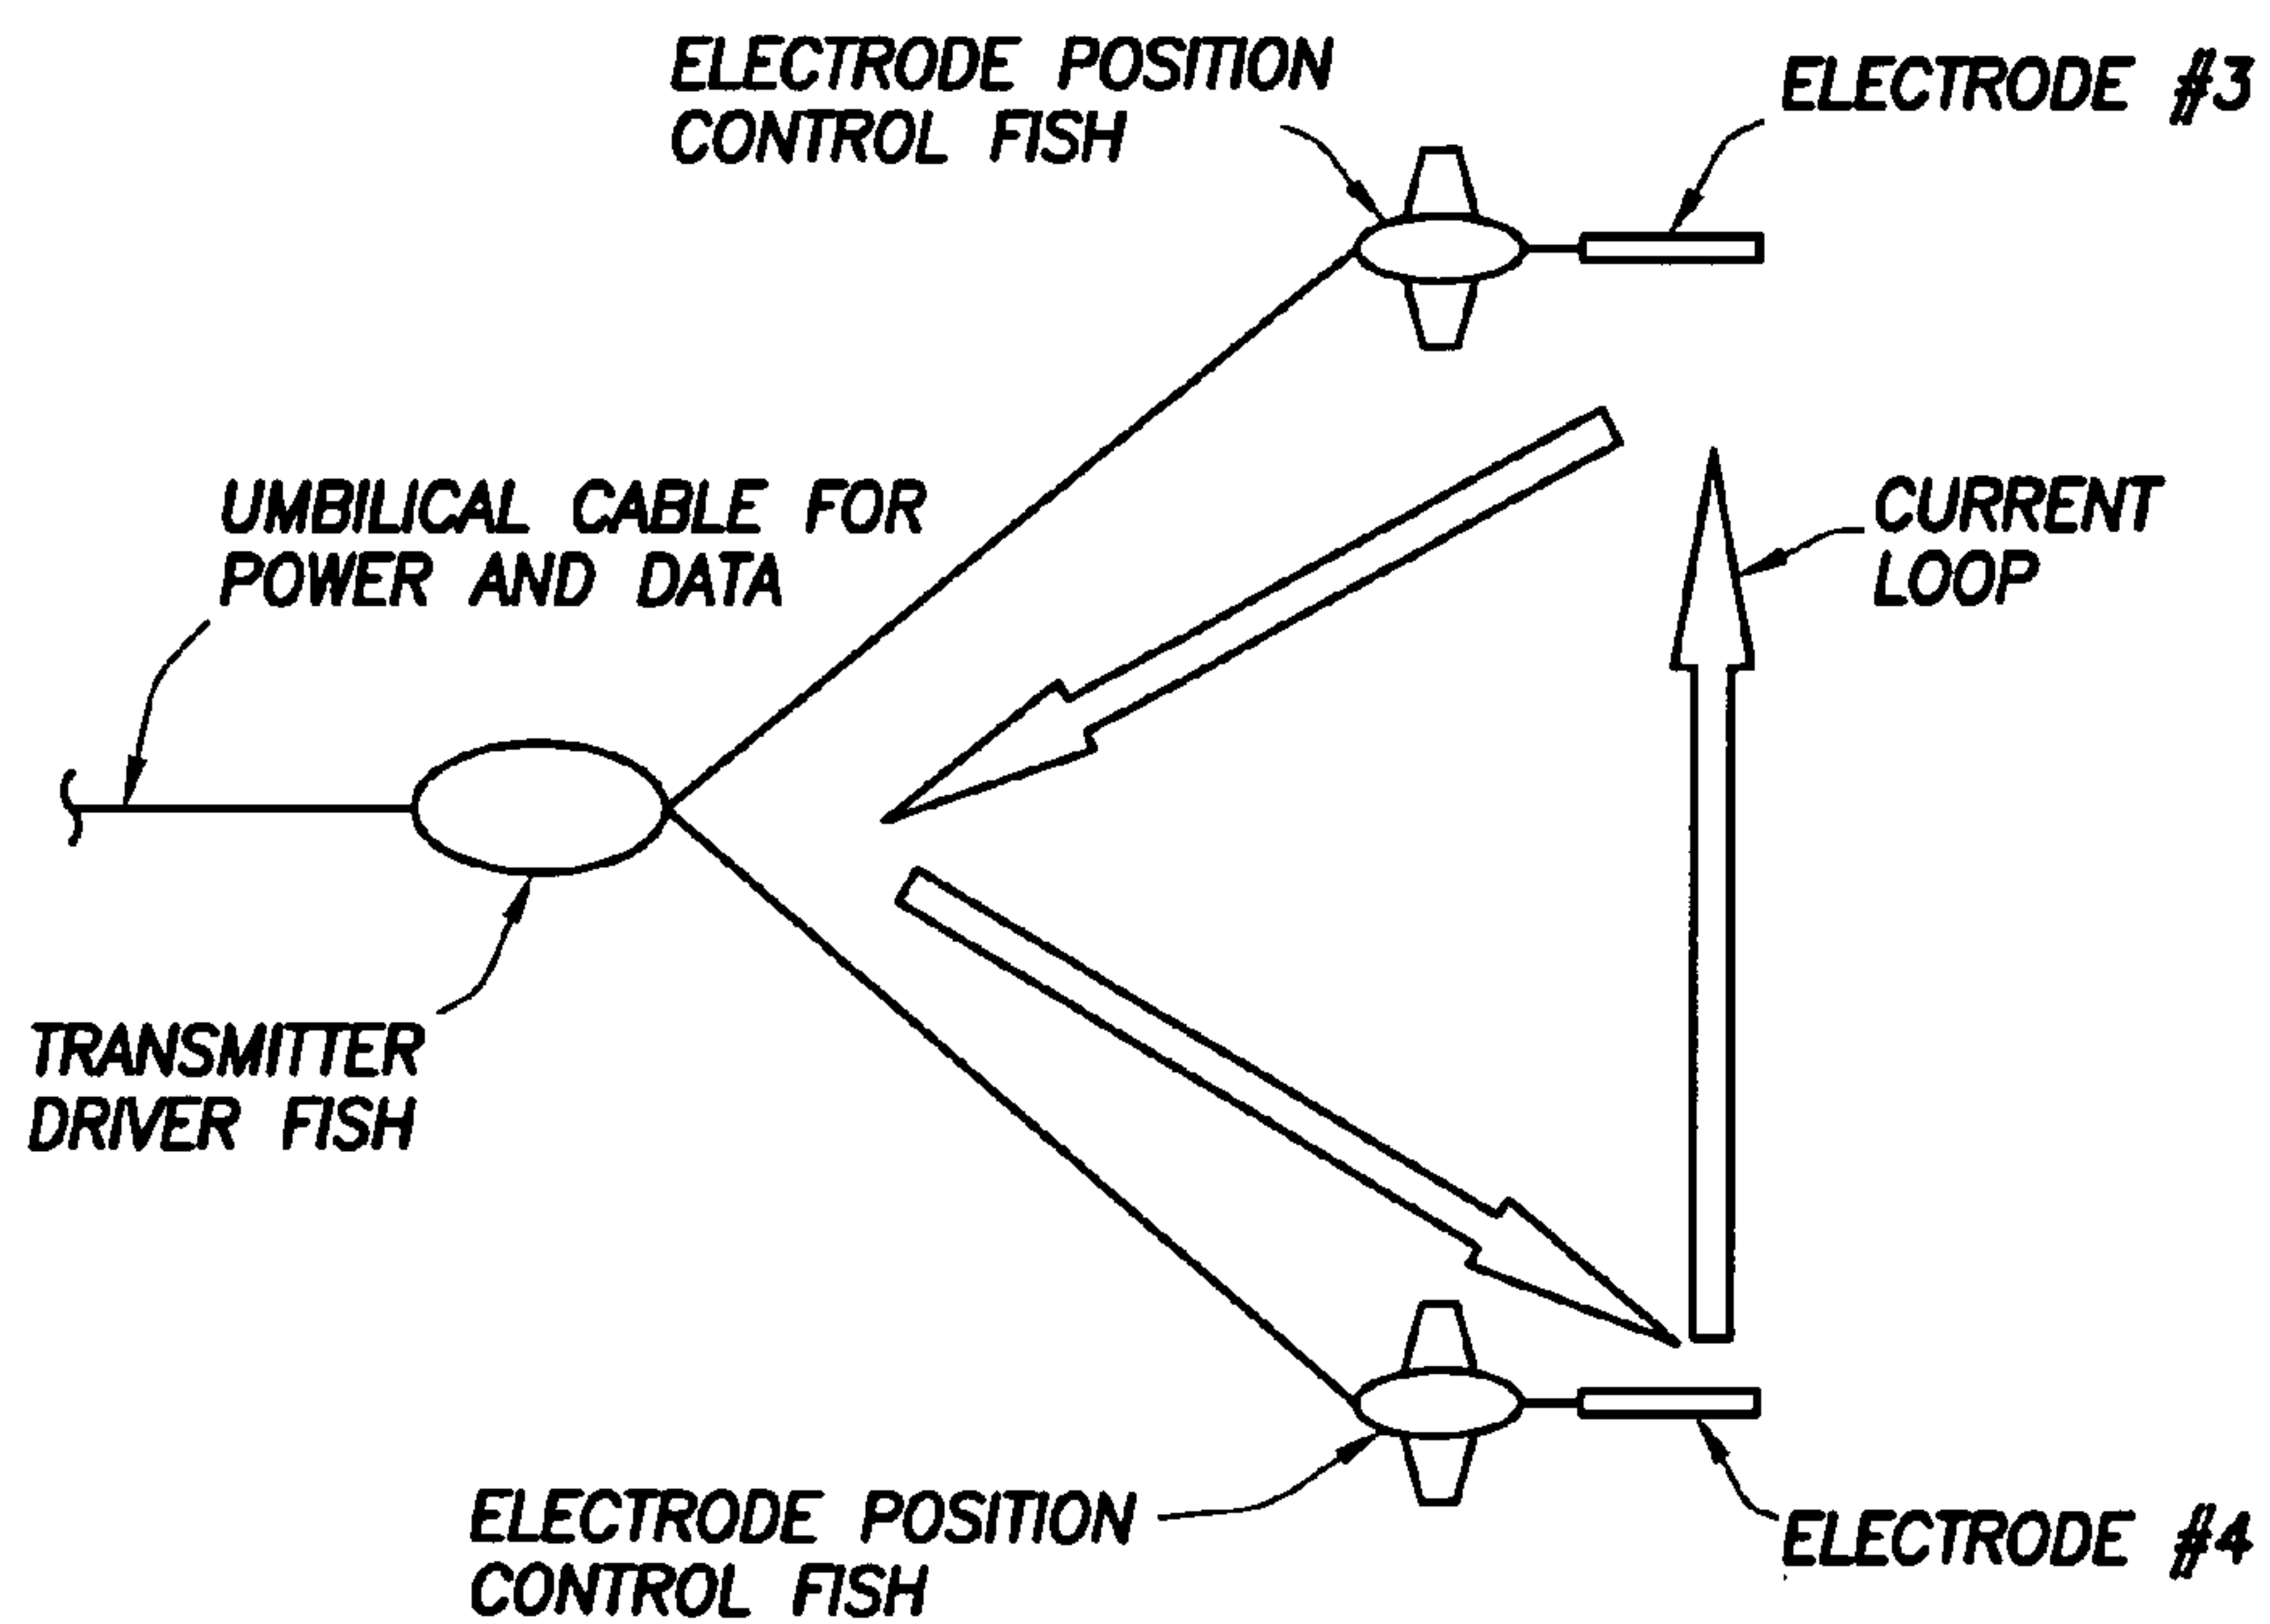 ELECTRODE POSITION
CONTROL FISH
ELECTRODE #3
UMBILICAL CABLE FOR
POWER AND DATA
CURRENT
LOOP
TRANSMITTER
DRIVER FISH
ELECTRODE POSITION
CONTROL FISH
ELECTRODE #4